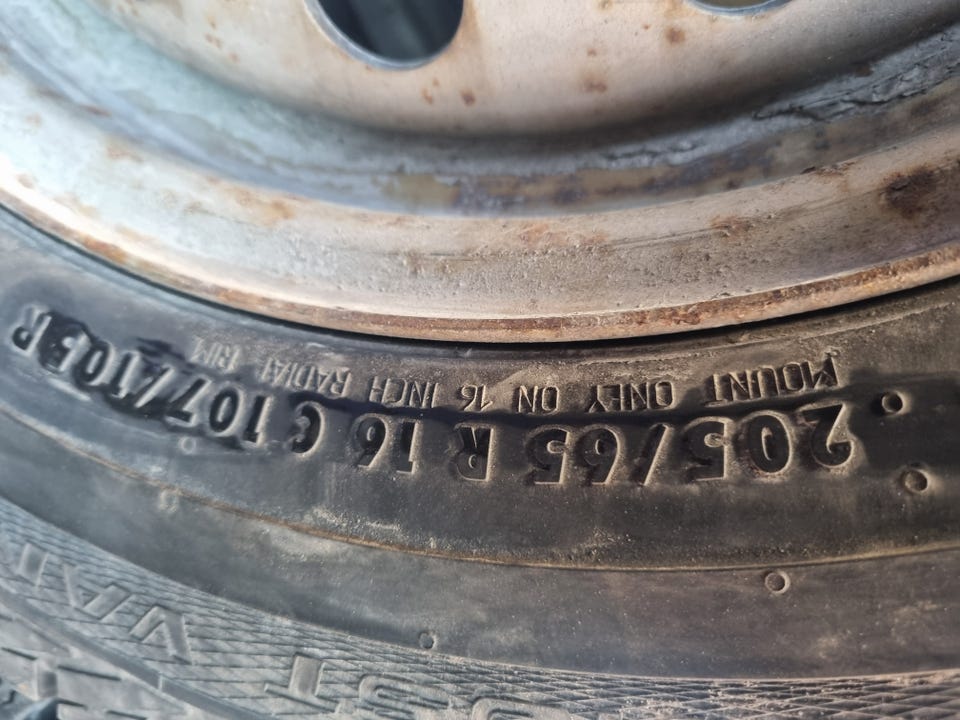 205/65 R 16 C 107/105 R
MOUNT ONLY ON 16 INCH RADIAL RIM